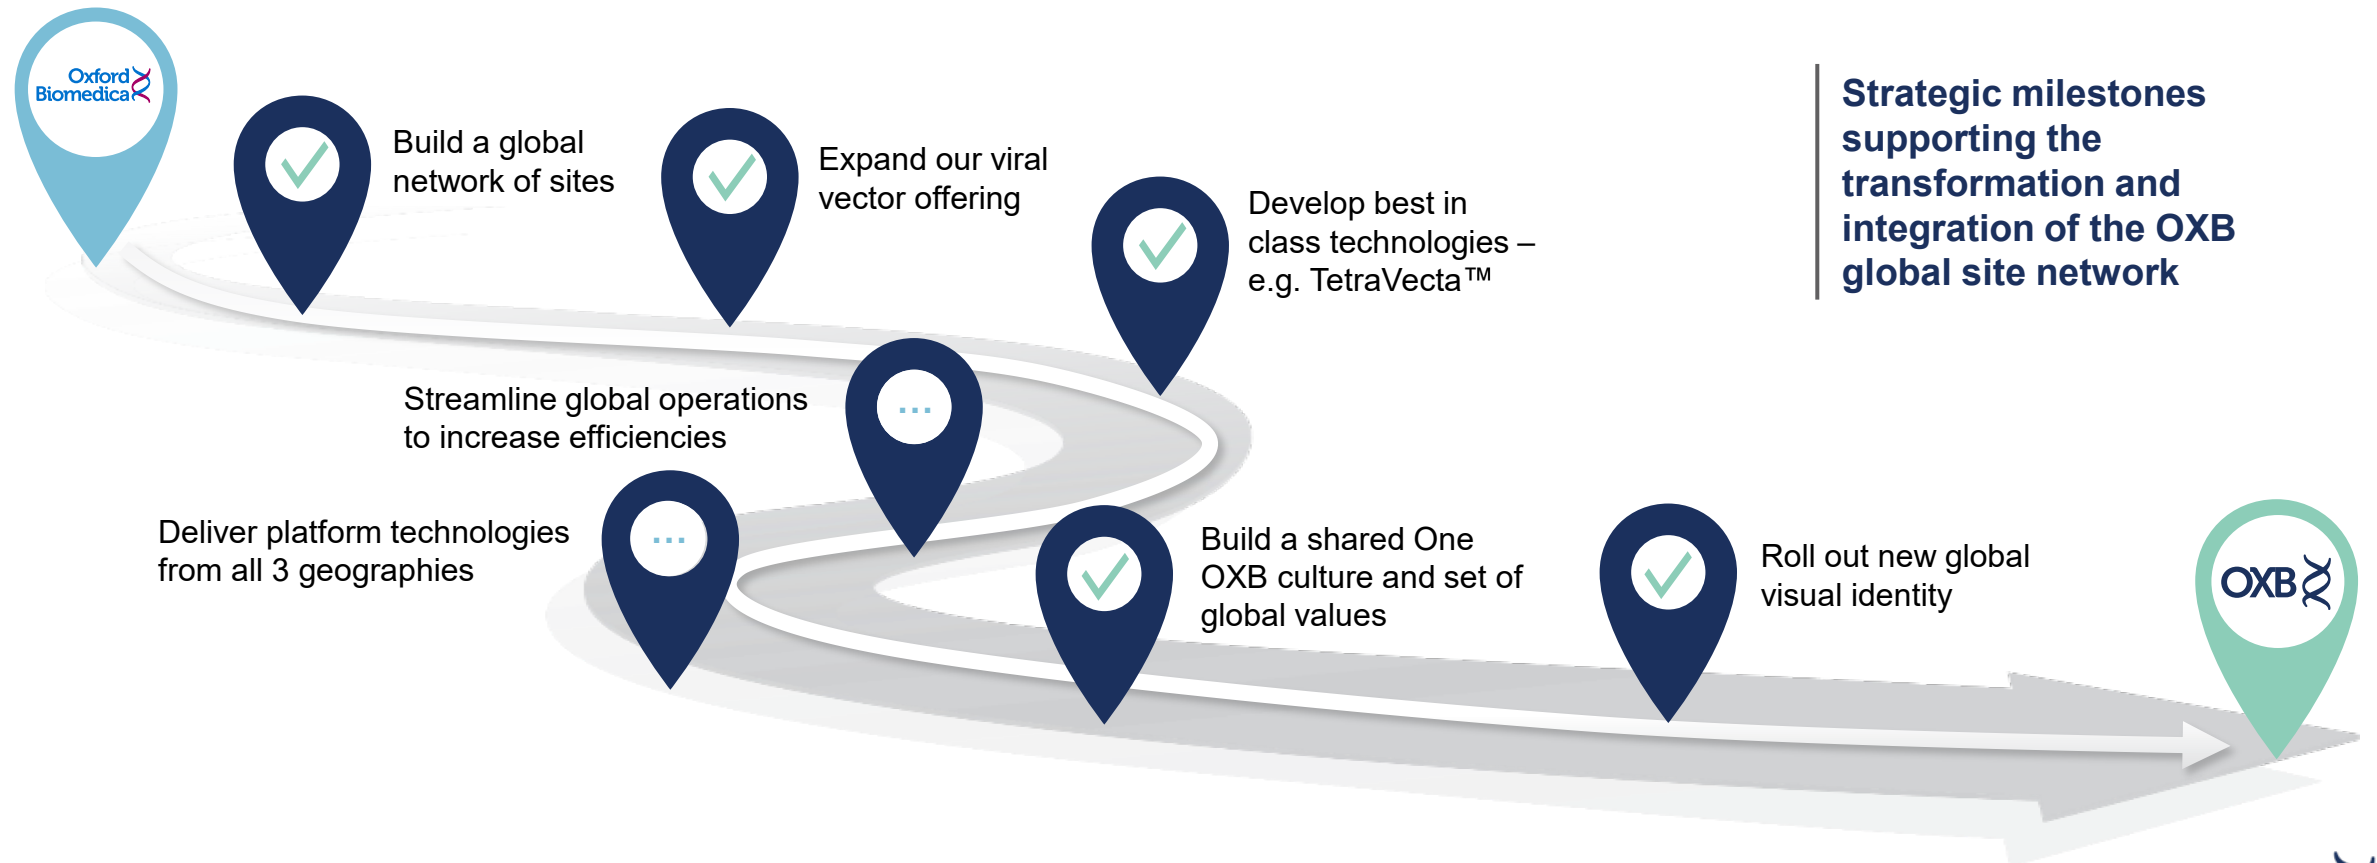 Oxford
Biomedica
Build a global
network of sites
Expand our viral
vector offering
Develop best in
class technologies –
e.g. TetraVecta™
Strategic milestones
supporting the
transformation and
integration of the OXB
global site network
Streamline global operations
to increase efficiencies
...
Deliver platform technologies
from all 3 geographies
...
Build a shared One
OXB culture and set of
global values
Roll out new global
visual identity
OXB